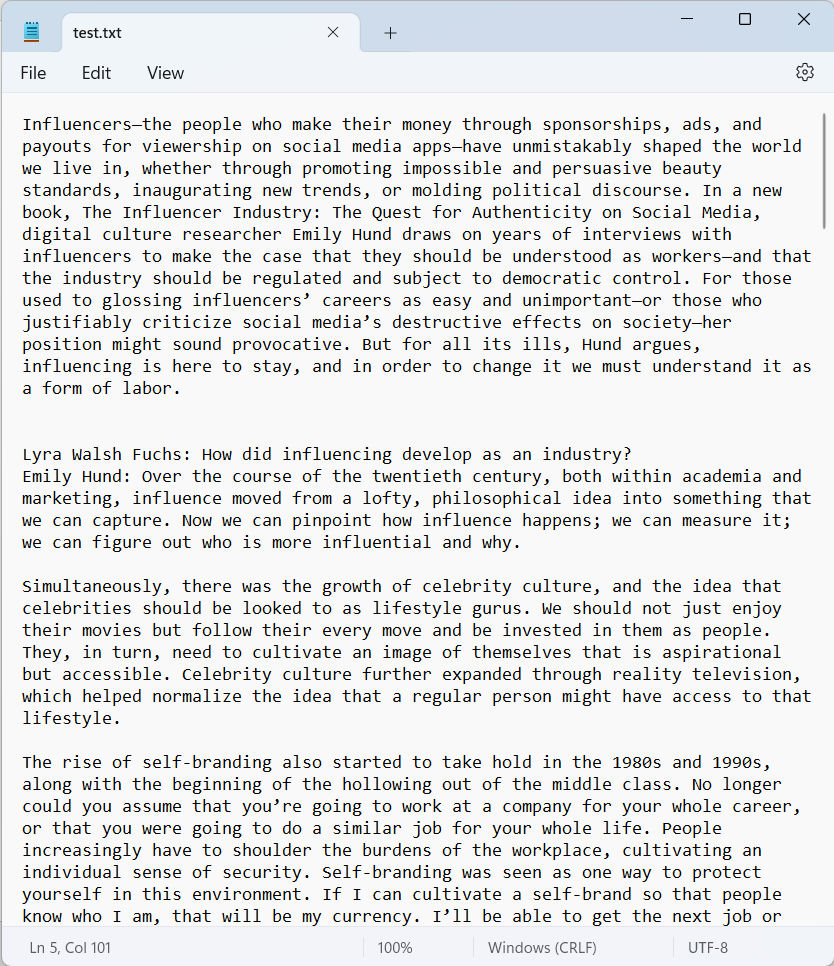 test.txt
File Edit View
Influencers—the people who make their money through sponsorships, ads, and
payouts for viewership on social media apps—have unmistakably shaped the world
we live in, whether through promoting impossible and persuasive beauty
standards, inaugurating new trends, or molding political discourse. In a new
book, The Influencer Industry: The Quest for Authenticity on Social Media,
digital culture researcher Emily Hund draws on years of interviews with
influencers to make the case that they should be understood as workers—and that
the industry should be regulated and subject to democratic control. For those
used to glossing influencers’ careers as easy and unimportant—or those who
justifiably criticize social media’s destructive effects on society—her
position might sound provocative. But for all its ills, Hund argues,
influencing is here to stay, and in order to change it we must understand it as
a form of labor.
Lyra Walsh Fuchs: How did influencing develop as an industry?
Emily Hund: Over the course of the twentieth century, both within academia and
marketing, influence moved from a lofty, philosophical idea into something that
we can capture. Now we can pinpoint how influence happens; we can measure it;
we can figure out who is more influential and why.
Simultaneously, there was the growth of celebrity culture, and the idea that
celebrities should be looked to as lifestyle gurus. We should not just enjoy
their movies but follow their every move and be invested in them as people.
They, in turn, need to cultivate an image of themselves that is aspirational
but accessible. Celebrity culture further expanded through reality television,
which helped normalize the idea that a regular person might have access to that
lifestyle.
The rise of self-branding also started to take hold in the 1980s and 1990s,
along with the beginning of the hollowing out of the middle class. No longer
could you assume that you’re going to work at a company for your whole career,
or that you were going to do a similar job for your whole life. People
increasingly have to shoulder the burdens of the workplace, cultivating an
individual sense of security. Self-branding was seen as one way to protect
yourself in this environment. If I can cultivate a self-brand so that people
know who I am, that will be my currency. I’ll be able to get the next job or
Ln 5, Col 101 100% Windows (CRLF) UTF-8